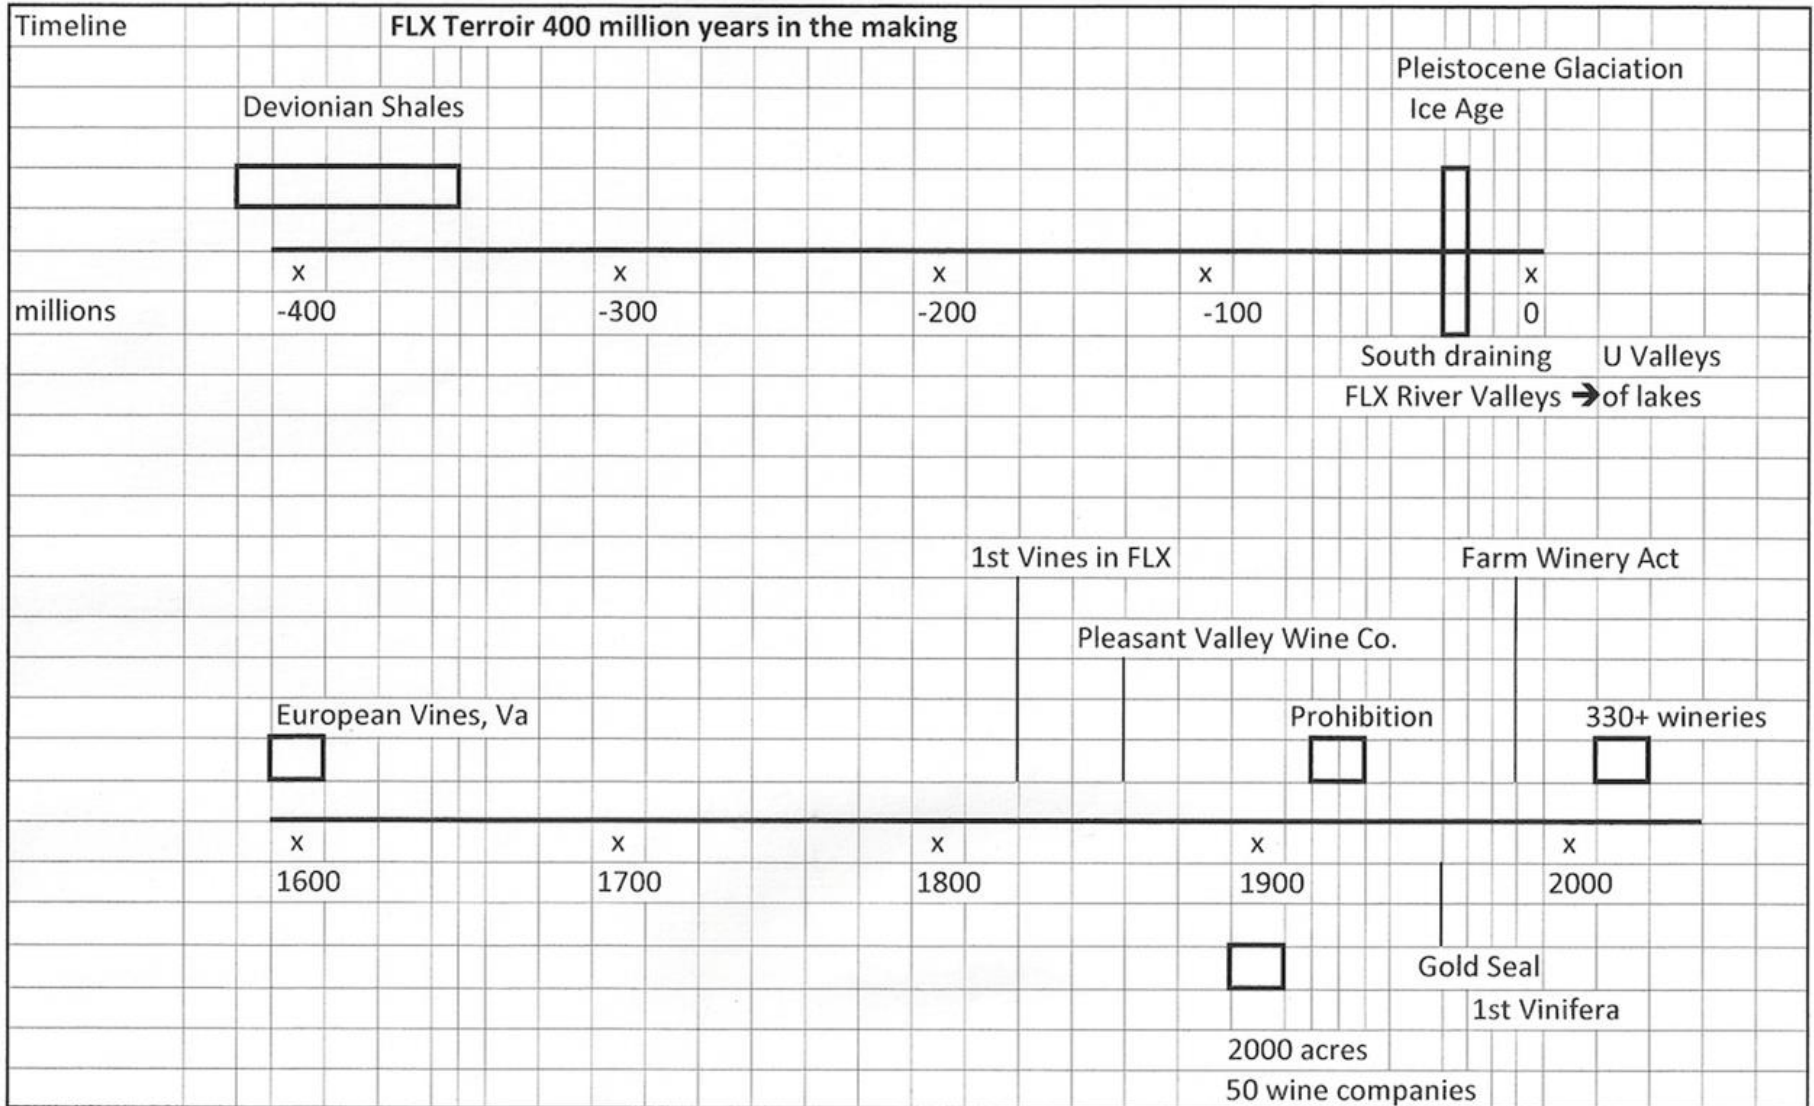 Timeline FLX Terroir 400 million years in the making
Pleistocene Glaciation
Devionian Shales Ice Age
x x x x x
millions -400 -300 -200 -100 0
South draining U Valleys
FLX River Valleys ➔ of lakes
1st Vines in FLX Farm Winery Act
Pleasant Valley Wine Co.
European Vines, Va Prohibition 330+ wineries
x x x x x
1600 1700 1800 1900 2000
Gold Seal
1st Vinifera
2000 acres
50 wine companies